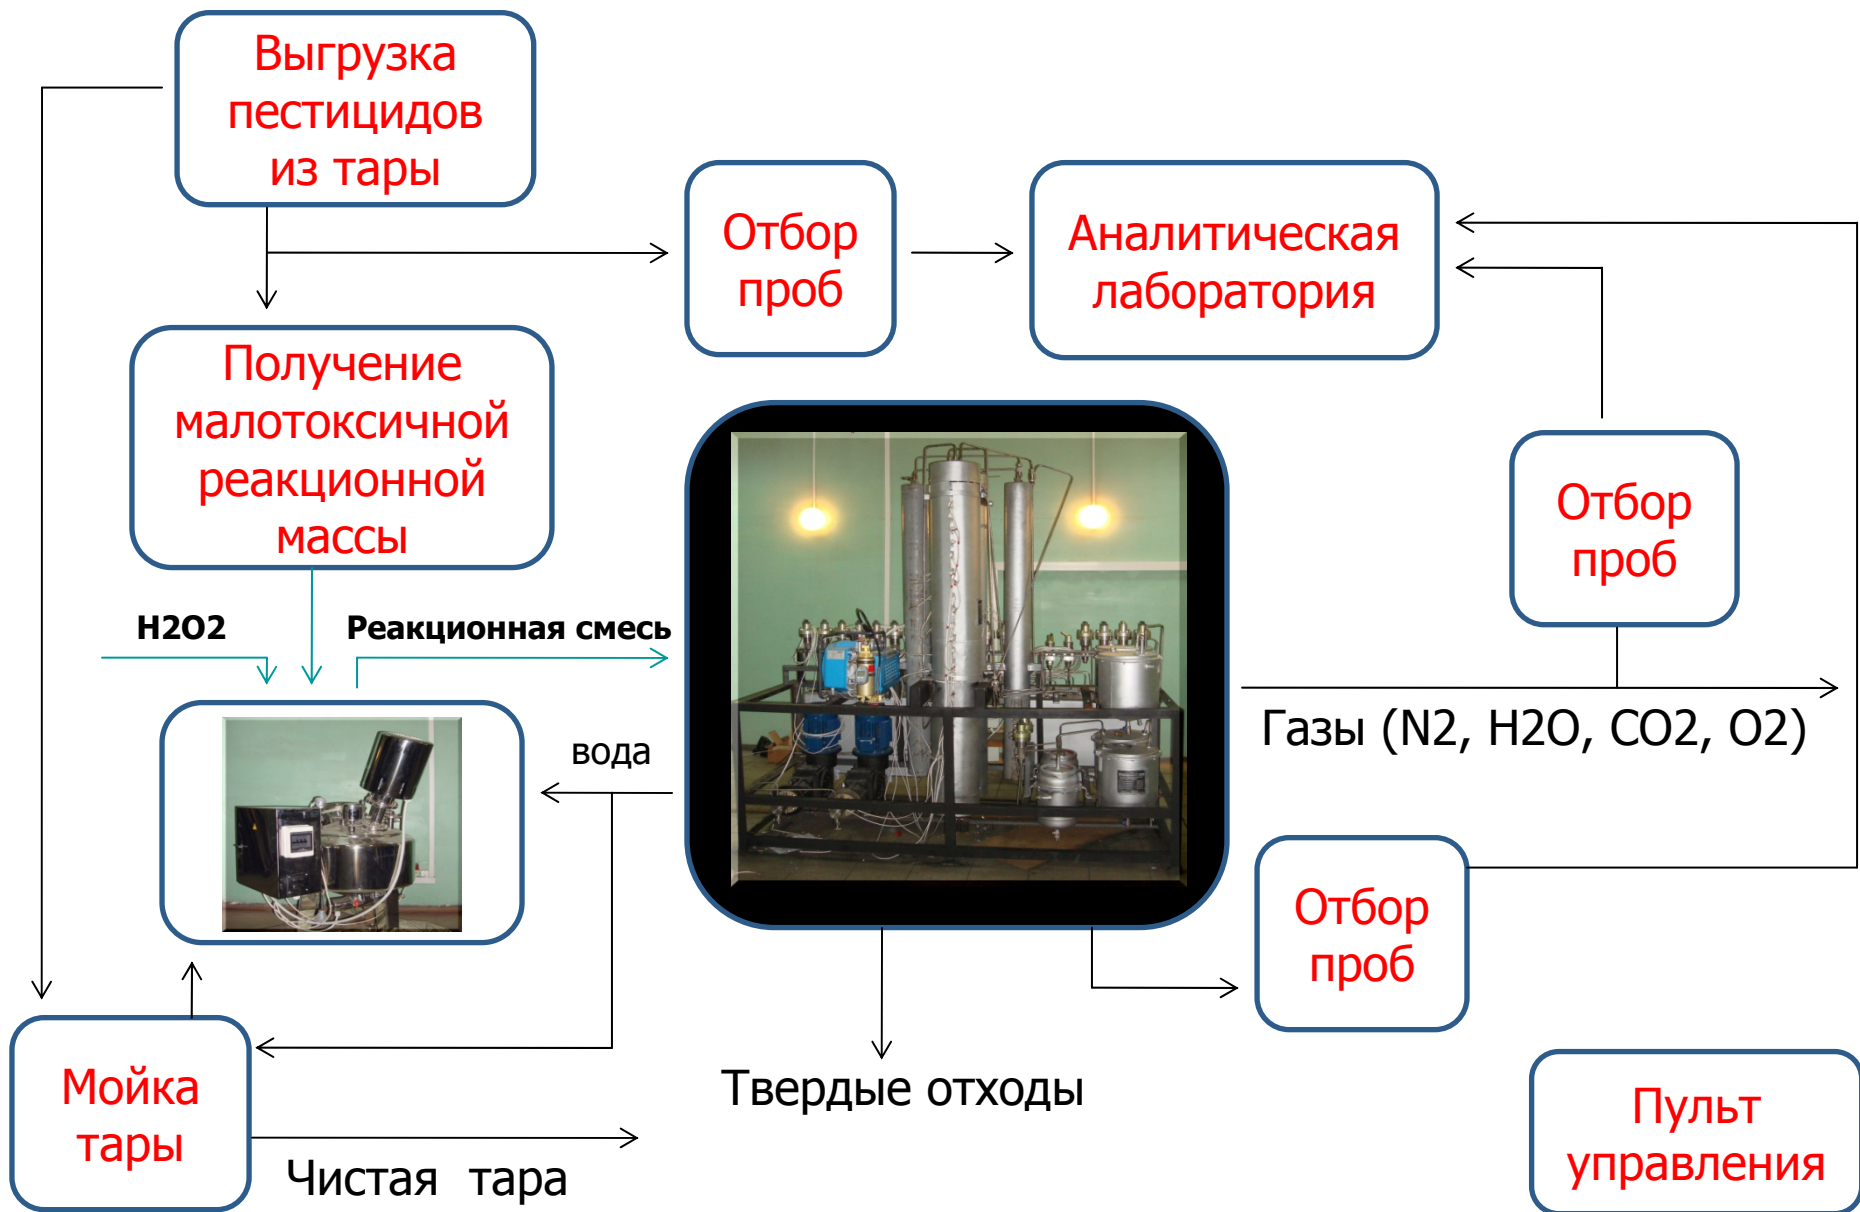 Выгрузка
пестицидов
из тары
Отбор
проб
Аналитическая
лаборатория
Получение
малотоксичной
реакционной
массы
Отбор
проб
H2O2
Реакционная смесь
вода
Газы (N2, H2O, CO2, O2)
Отбор
проб
Мойка
тары
Твердые отходы
Чистая тара
Пульт
управления